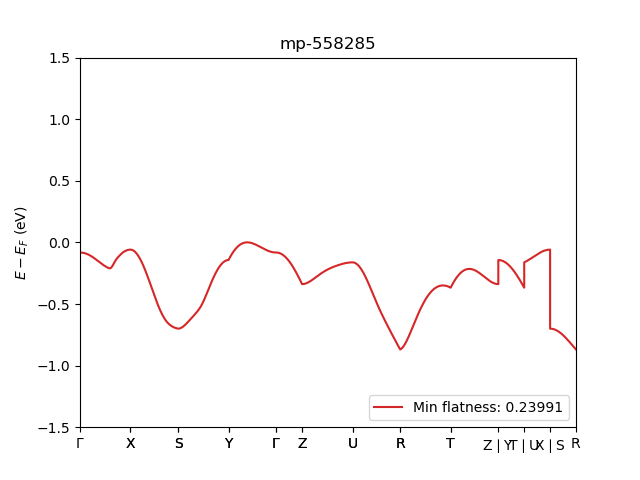 mp-558285
1.5
1.0
0.5
0.0
−0.5
−1.0
−1.5
E − E_F (eV)
Min flatness: 0.23991
Γ X S Y Γ Z U R T Z | Y T | U X | S R